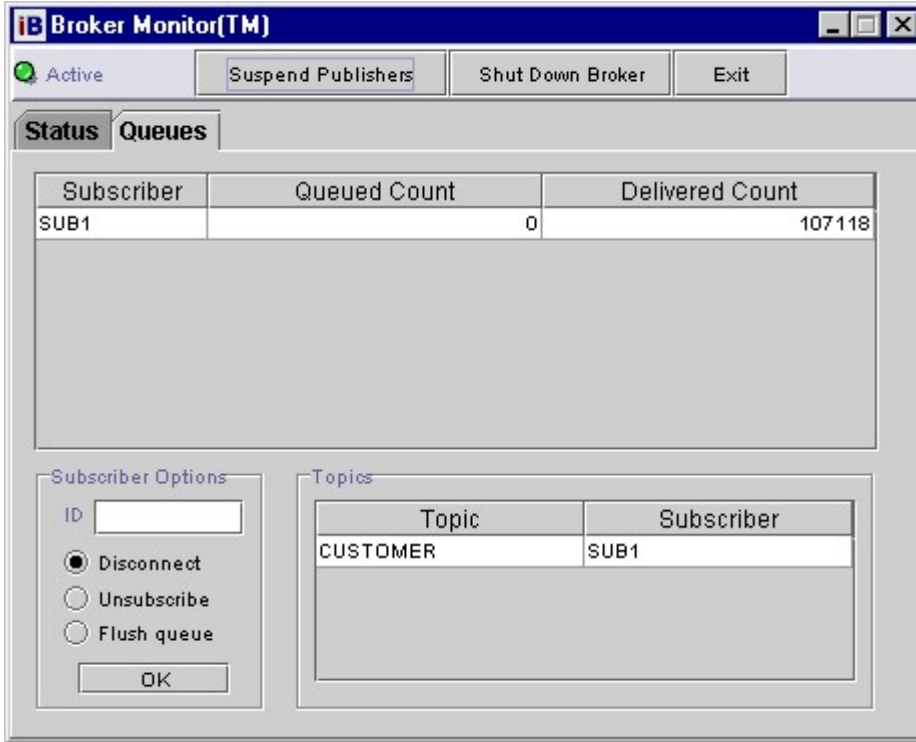 iB Broker Monitor(TM)
Active Suspend Publishers Shut Down Broker Exit
Status Queues
Subscriber Queued Count Delivered Count
SUB1 0 107118
Subscriber Options
ID
Disconnect
Unsubscribe
Flush queue
OK
Topics
Topic Subscriber
CUSTOMER SUB1